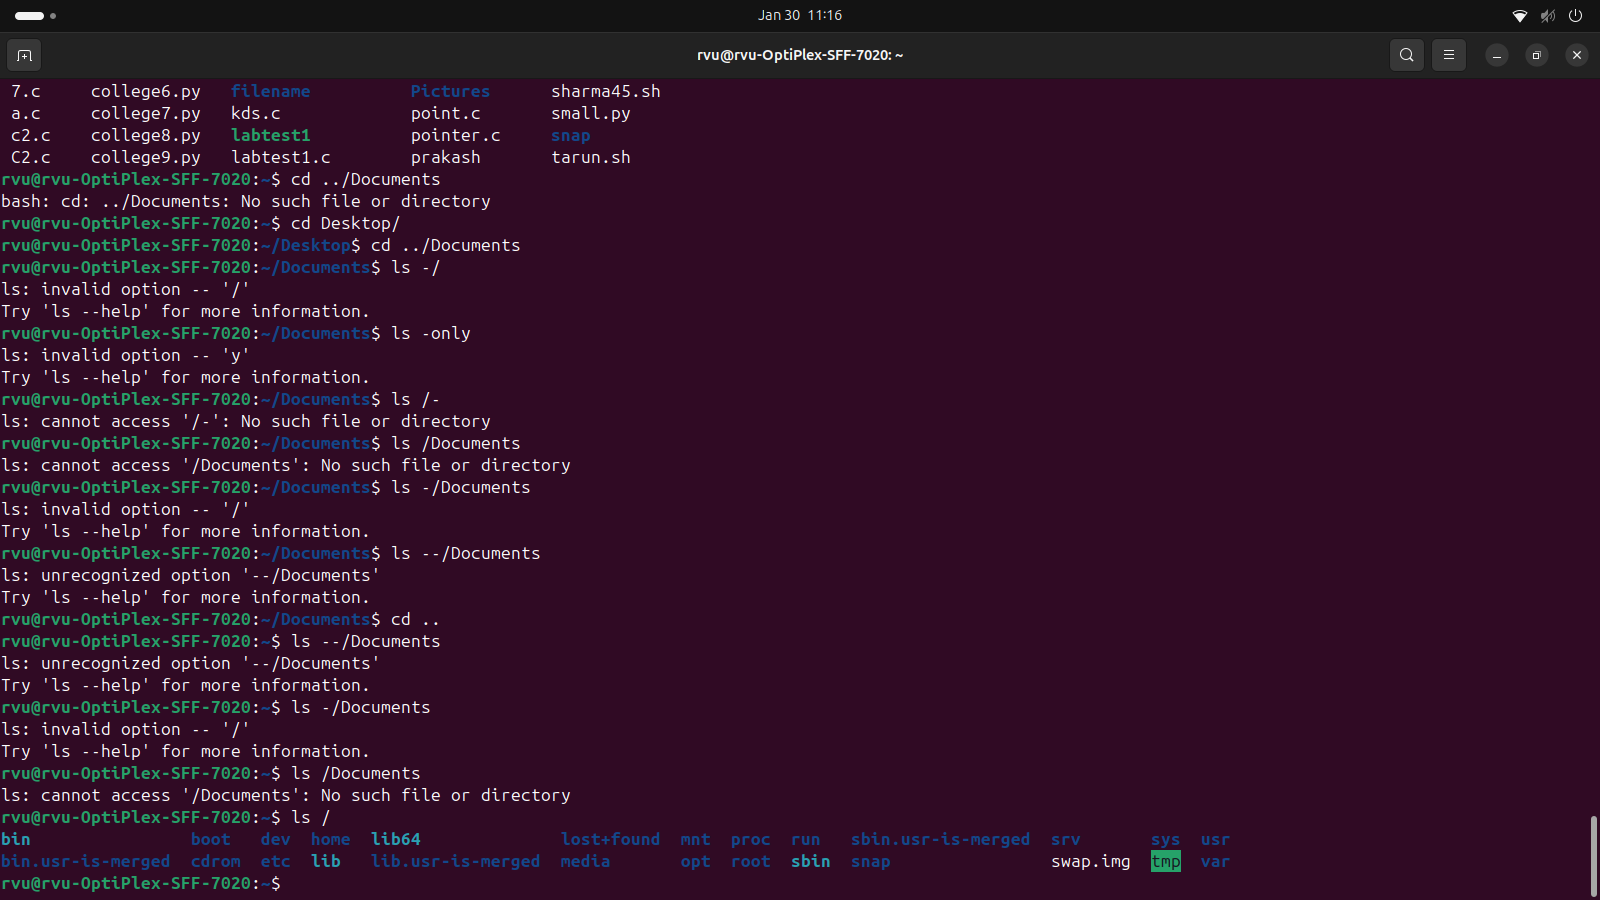 Jan 30 11:16
rvu@rvu-OptiPlex-SFF-7020: ~
7.c college6.py filename Pictures sharma45.sh
a.c college7.py kds.c point.c small.py
c2.c college8.py labtest1 pointer.c snap
C2.c college9.py labtest1.c prakash tarun.sh
rvu@rvu-OptiPlex-SFF-7020:~$ cd ../Documents
bash: cd: ../Documents: No such file or directory
rvu@rvu-OptiPlex-SFF-7020:~$ cd Desktop/
rvu@rvu-OptiPlex-SFF-7020:~/Desktop$ cd ../Documents
rvu@rvu-OptiPlex-SFF-7020:~/Documents$ ls -/
ls: invalid option -- '/'
Try 'ls --help' for more information.
rvu@rvu-OptiPlex-SFF-7020:~/Documents$ ls -only
ls: invalid option -- 'y'
Try 'ls --help' for more information.
rvu@rvu-OptiPlex-SFF-7020:~/Documents$ ls /-
ls: cannot access '/-': No such file or directory
rvu@rvu-OptiPlex-SFF-7020:~/Documents$ ls /Documents
ls: cannot access '/Documents': No such file or directory
rvu@rvu-OptiPlex-SFF-7020:~/Documents$ ls -/Documents
ls: invalid option -- '/'
Try 'ls --help' for more information.
rvu@rvu-OptiPlex-SFF-7020:~/Documents$ ls --/Documents
ls: unrecognized option '--/Documents'
Try 'ls --help' for more information.
rvu@rvu-OptiPlex-SFF-7020:~/Documents$ cd ..
rvu@rvu-OptiPlex-SFF-7020:~$ ls --/Documents
ls: unrecognized option '--/Documents'
Try 'ls --help' for more information.
rvu@rvu-OptiPlex-SFF-7020:~$ ls -/Documents
ls: invalid option -- '/'
Try 'ls --help' for more information.
rvu@rvu-OptiPlex-SFF-7020:~$ ls /Documents
ls: cannot access '/Documents': No such file or directory
rvu@rvu-OptiPlex-SFF-7020:~$ ls /
bin boot dev home lib64 lost+found mnt proc run sbin.usr-is-merged srv sys usr
bin.usr-is-merged cdrom etc lib lib.usr-is-merged media opt root sbin snap swap.img tmp var
rvu@rvu-OptiPlex-SFF-7020:~$